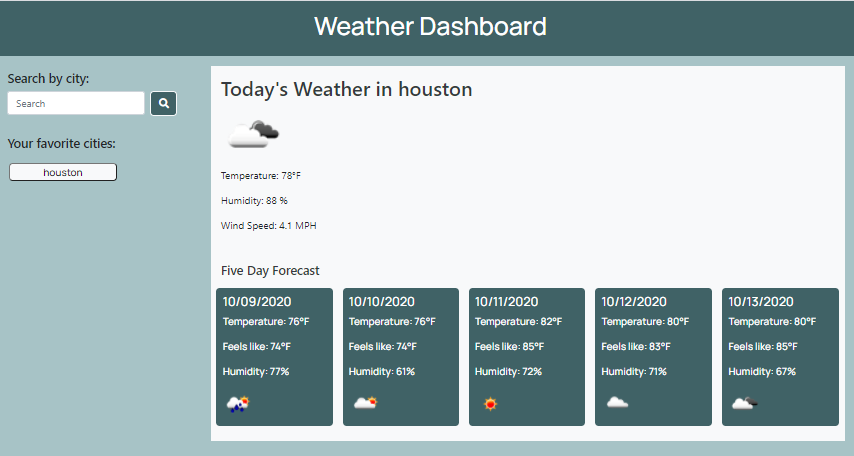 Weather Dashboard
Search by city:
Search
Your favorite cities:
houston
Today's Weather in houston
Temperature: 78°F
Humidity: 88 %
Wind Speed: 4.1 MPH
Five Day Forecast
10/09/2020
Temperature: 76°F
Feels like: 74°F
Humidity: 77%
10/10/2020
Temperature: 76°F
Feels like: 74°F
Humidity: 61%
10/11/2020
Temperature: 82°F
Feels like: 85°F
Humidity: 72%
10/12/2020
Temperature: 80°F
Feels like: 83°F
Humidity: 71%
10/13/2020
Temperature: 80°F
Feels like: 85°F
Humidity: 67%